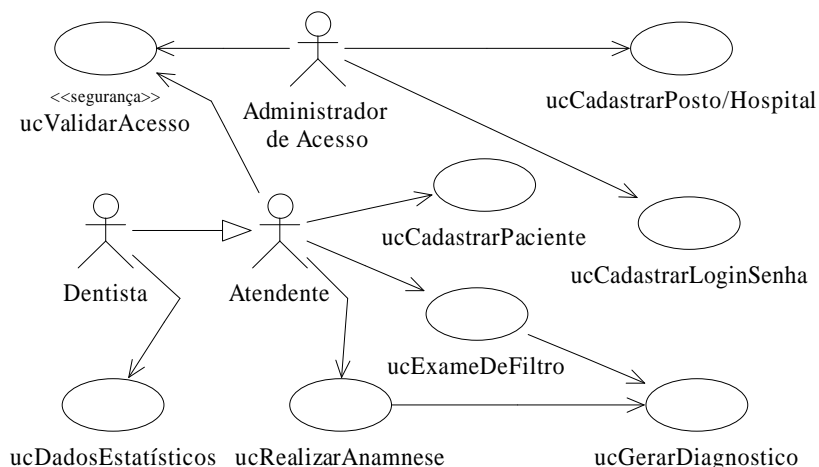 <<segurança>>
ucValidarAcesso
Administrador
de Acesso
ucCadastrarPosto/Hospital
ucCadastrarPaciente
ucCadastrarLoginSenha
Dentista
Atendente
ucExameDeFiltro
ucDadosEstatísticos
ucRealizarAnamnese
ucGerarDiagnostico